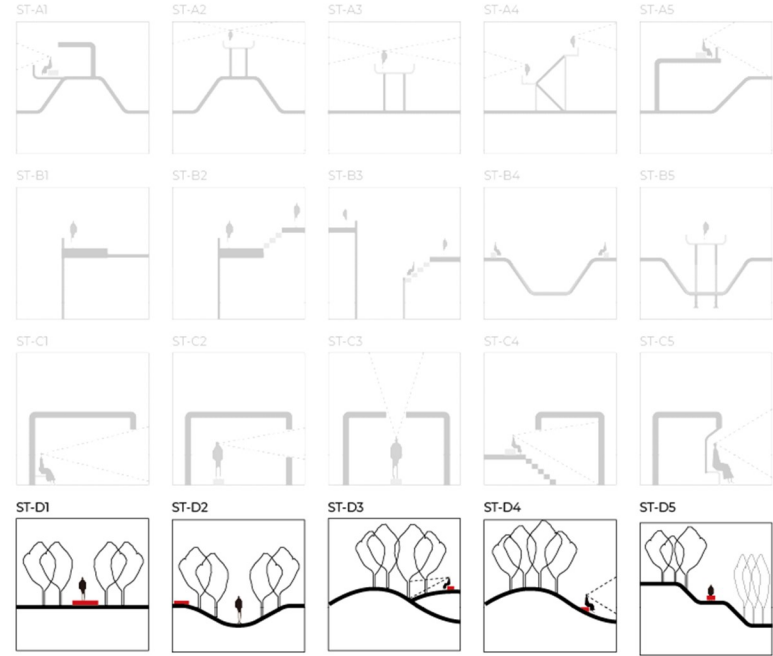 ST-A1 ST-A2 ST-A3 ST-A4 ST-A5
ST-B1 ST-B2 ST-B3 ST-B4 ST-B5
ST-C1 ST-C2 ST-C3 ST-C4 ST-C5
ST-D1 ST-D2 ST-D3 ST-D4 ST-D5